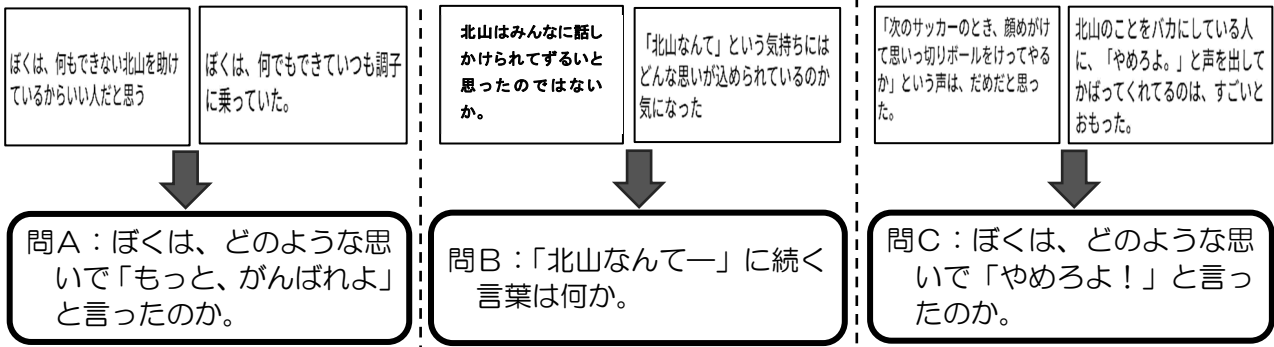 ぼくは、何もできない北山を助け
ているからいい人だと思う
ぼくは、何でもできていつも調子
に乗っていた。
北山はみんなに話し
かけられてずるいと
思ったのではない
か。
「北山なんて」という気持ちには
どんな思いが込められているのか
気になった
「次のサッカーのとき、顔めがけ
て思いっ切りボールをけってやる
か」という声は、だめだと思っ
た。
北山のことをバカにしている人
に、「やめろよ。」と声を出して
かばってくれてるのは、すごいと
おもった。
問A：ぼくは、どのような思
いで「もっと、がんばれよ」
と言ったのか。
問B：「北山なんて―」に続く
言葉は何か。
問C：ぼくは、どのような思
いで「やめろよ！」と言っ
たのか。